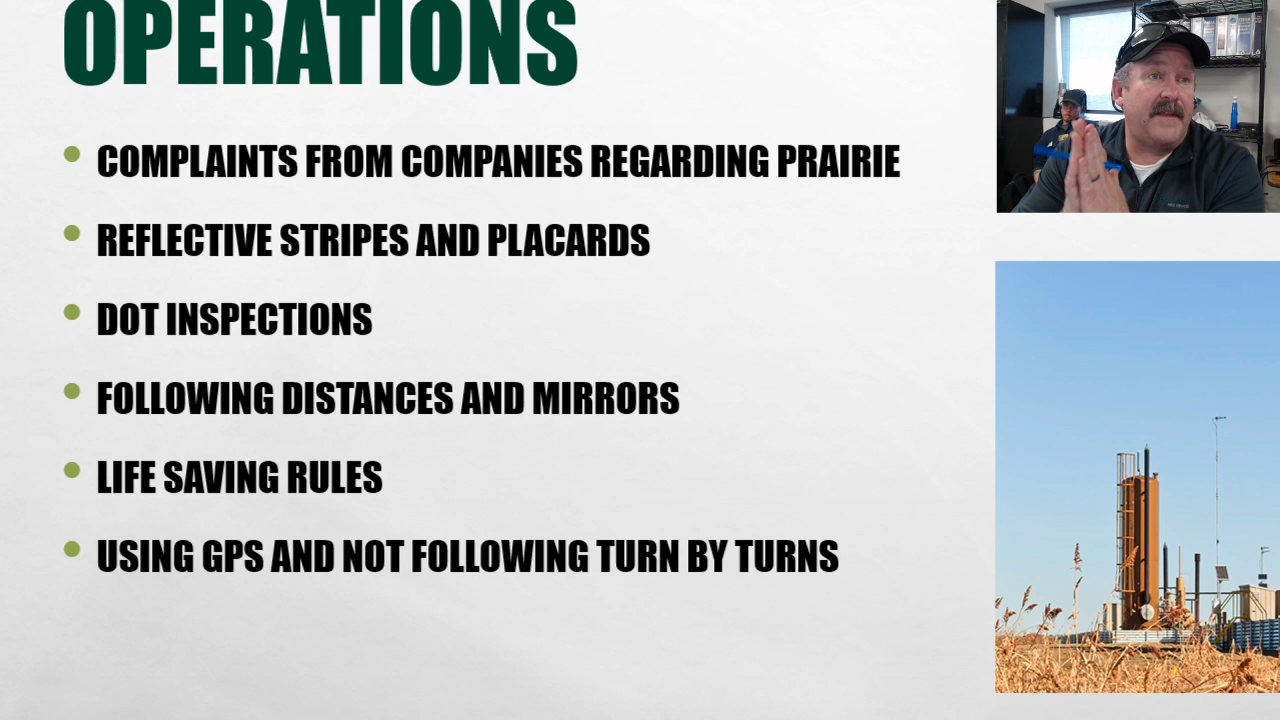 OPERATIONS
COMPLAINTS FROM COMPANIES REGARDING PRAIRIE
REFLECTIVE STRIPES AND PLACARDS
DOT INSPECTIONS
FOLLOWING DISTANCES AND MIRRORS
LIFE SAVING RULES
USING GPS AND NOT FOLLOWING TURN BY TURNS